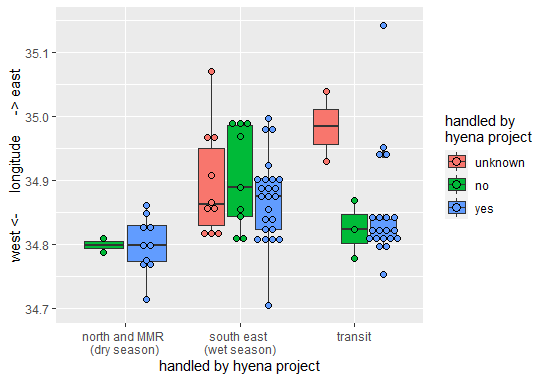 35.1
35.0
34.9
34.8
34.7
west <- longitude -> east
north and MMR
(dry season)
south east
(wet season)
transit
handled by hyena project
handled by
hyena project
unknown
no
yes